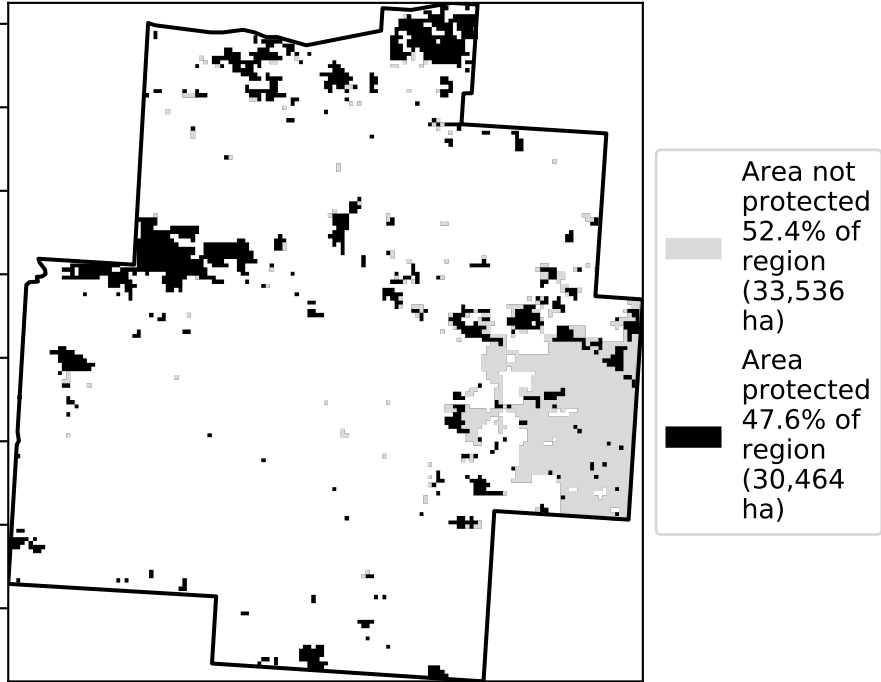 Area not
protected
52.4% of
region
(33,536
ha)
Area
protected
47.6% of
region
(30,464
ha)